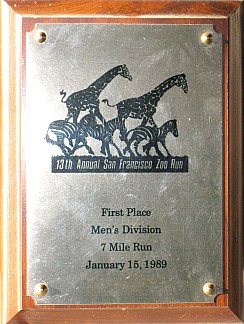 13th Annual San Francisco Zoo Run
First Place
Men's Division
7 Mile Run
January 15, 1989